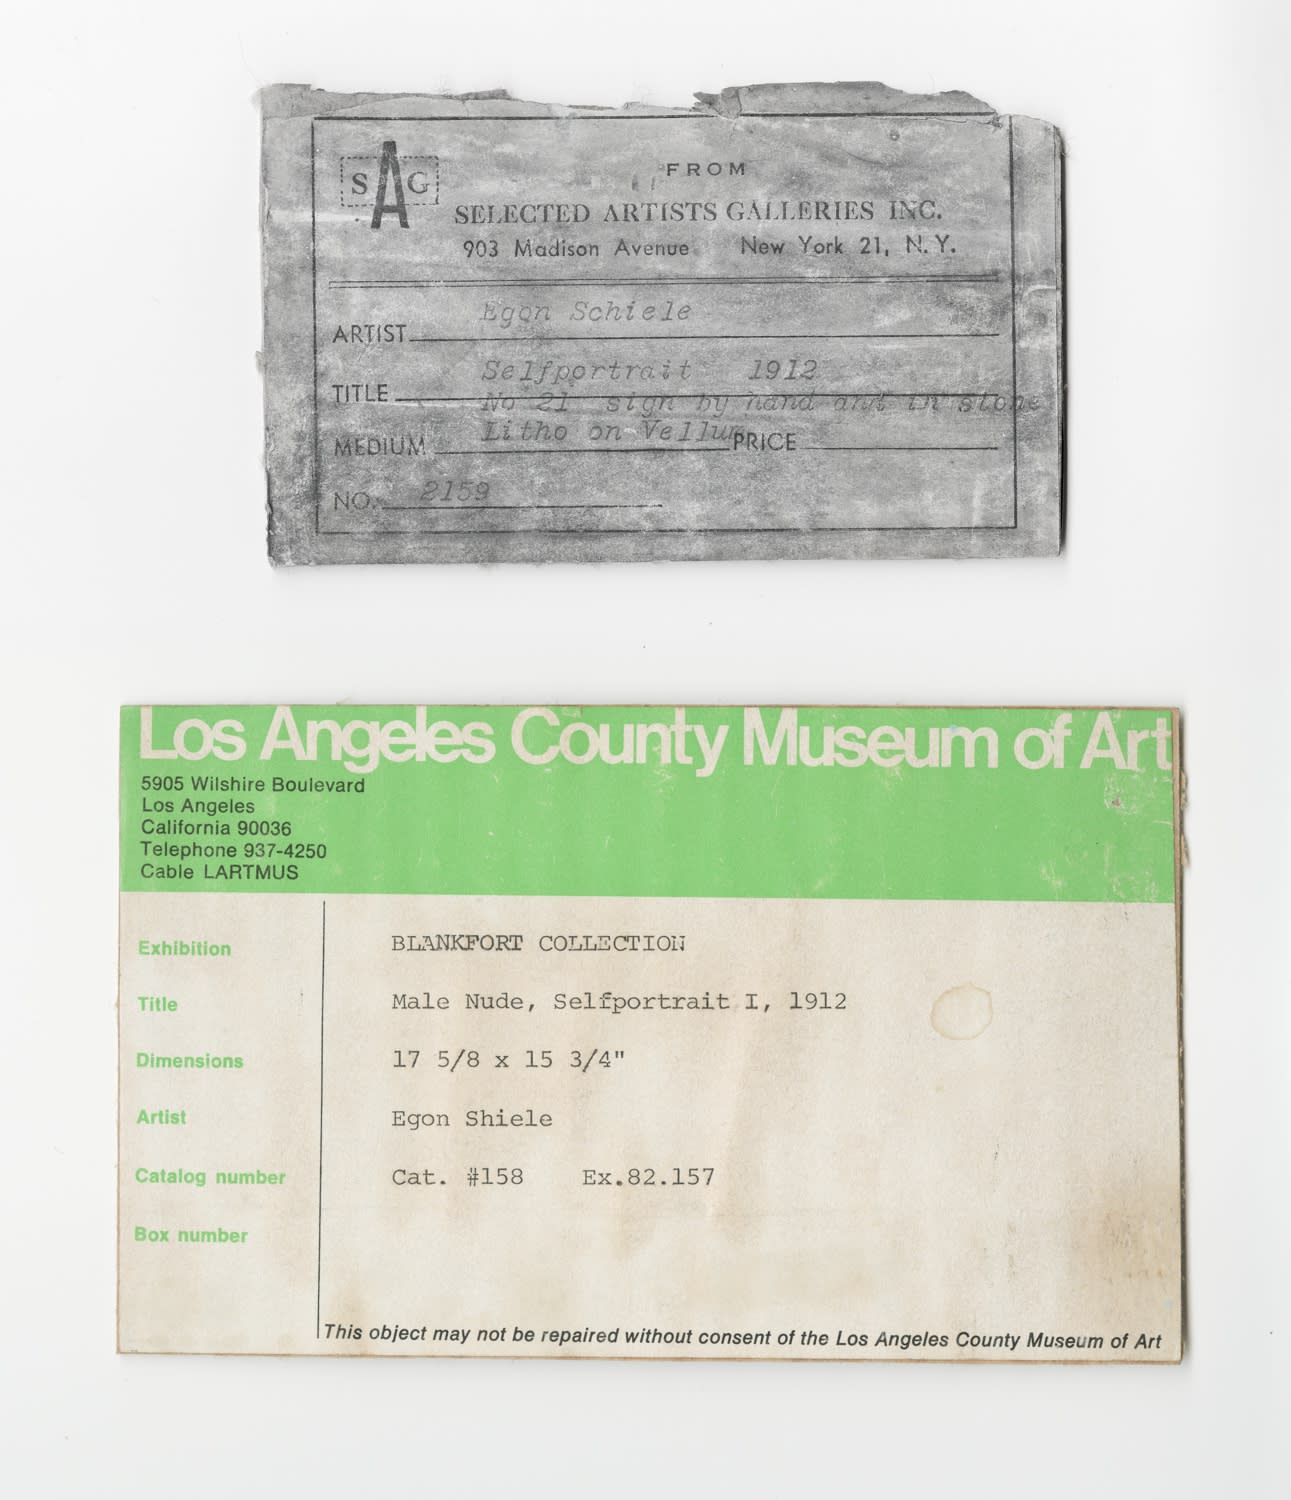 SAG
FROM
SELECTED ARTISTS GALLERIES INC.
903 Madison Avenue New York 21, N.Y.
ARTIST Egon Schiele
TITLE Selfportrait 1912
No 21 sign by hand and in stone
MEDIUM Litho on Vellum PRICE
NO. 2159
Los Angeles County Museum of Art
5905 Wilshire Boulevard
Los Angeles
California 90036
Telephone 937-4250
Cable LARTMUS
Exhibition BLANKFORT COLLECTION
Title Male Nude, Selfportrait I, 1912
Dimensions 17 5/8 x 15 3/4"
Artist Egon Shiele
Catalog number Cat. #158 Ex.82.157
Box number
This object may not be repaired without consent of the Los Angeles County Museum of Art